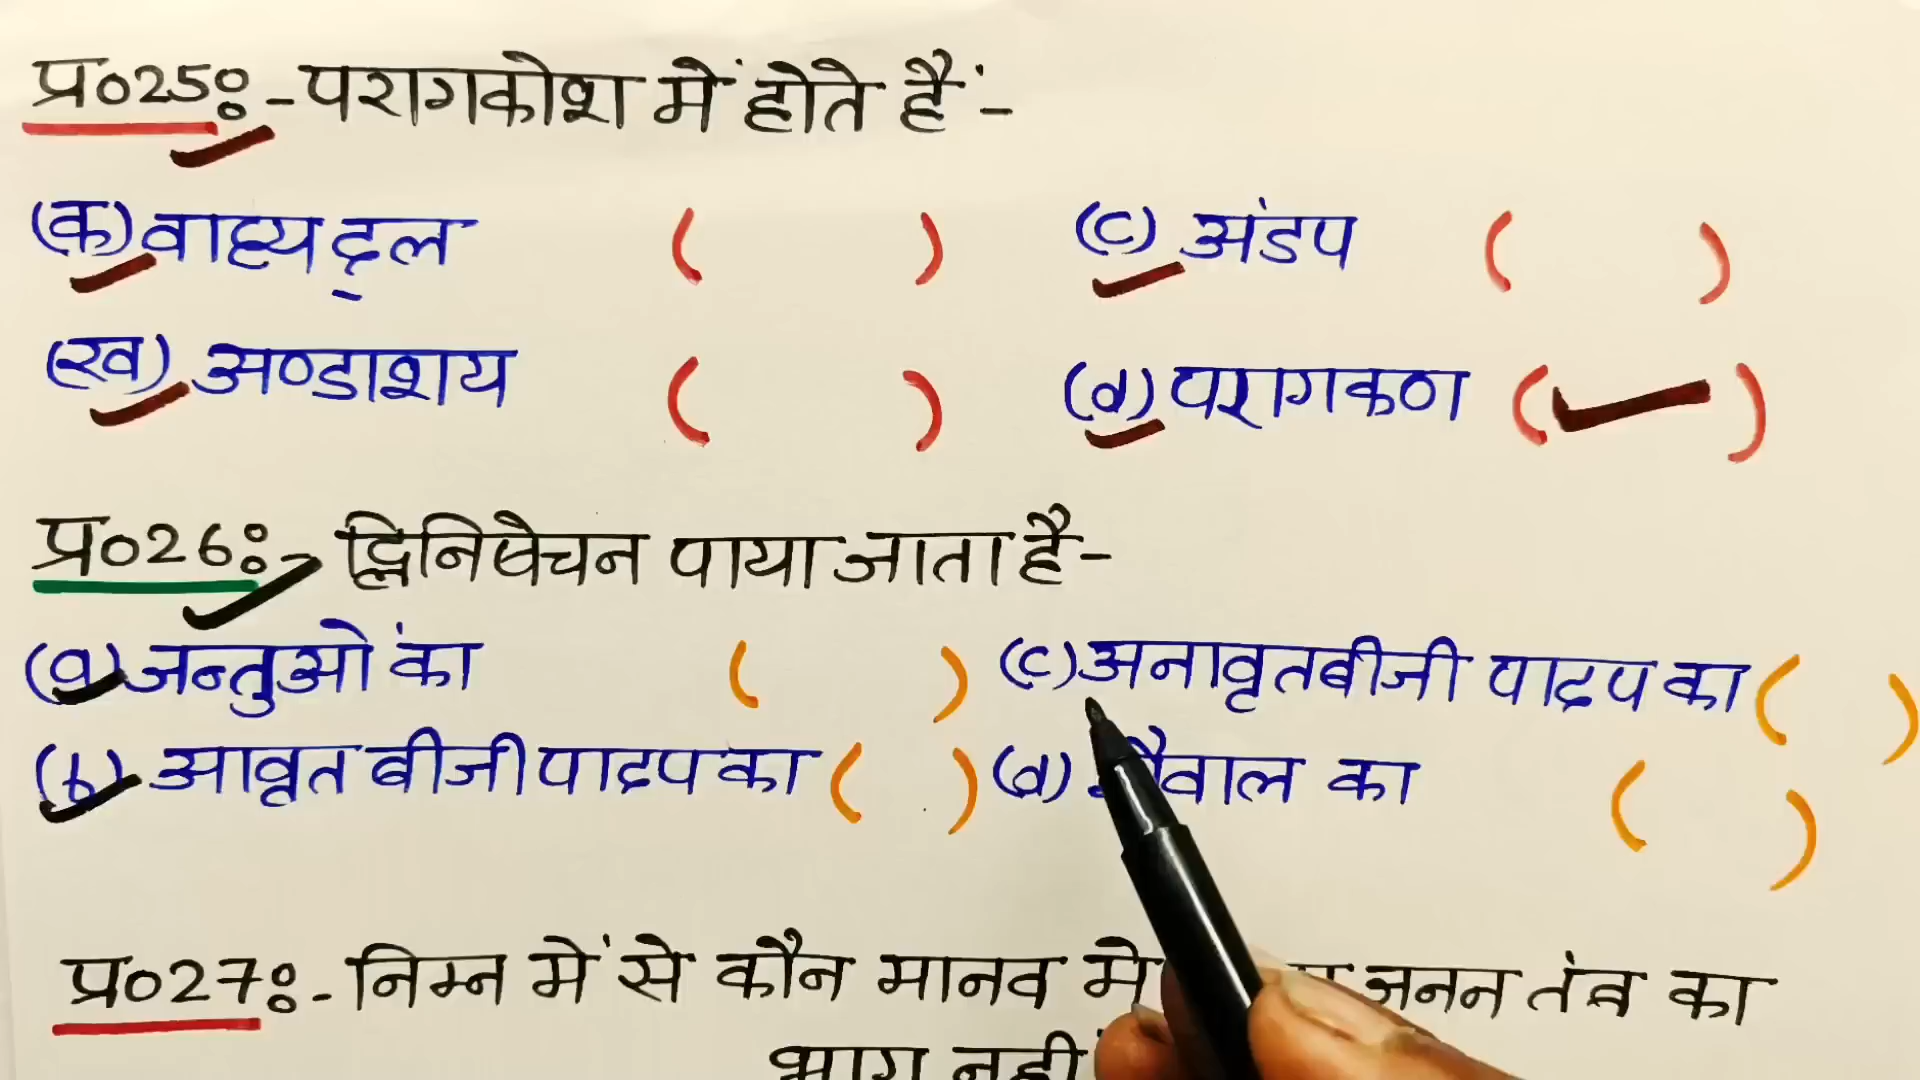 प्र०25ः- परागकोश में होते हैं :-
(क) वाह्य द्ल ( ) (c) अंडप ( )
(ख) अण्डाशय ( ) (d) परागकण (✓)
प्र०26ः- द्विनिषेचन पाया जाता है-
(a) जन्तुओं का ( ) (c) अनावृतबीजी पादप का ( )
(b) आवृत बीजी पादप का ( ) (d) वाल का ( )
प्र०27ः- निम्न में से कौन मानव में जनन तंत्र का
भाग नहीं